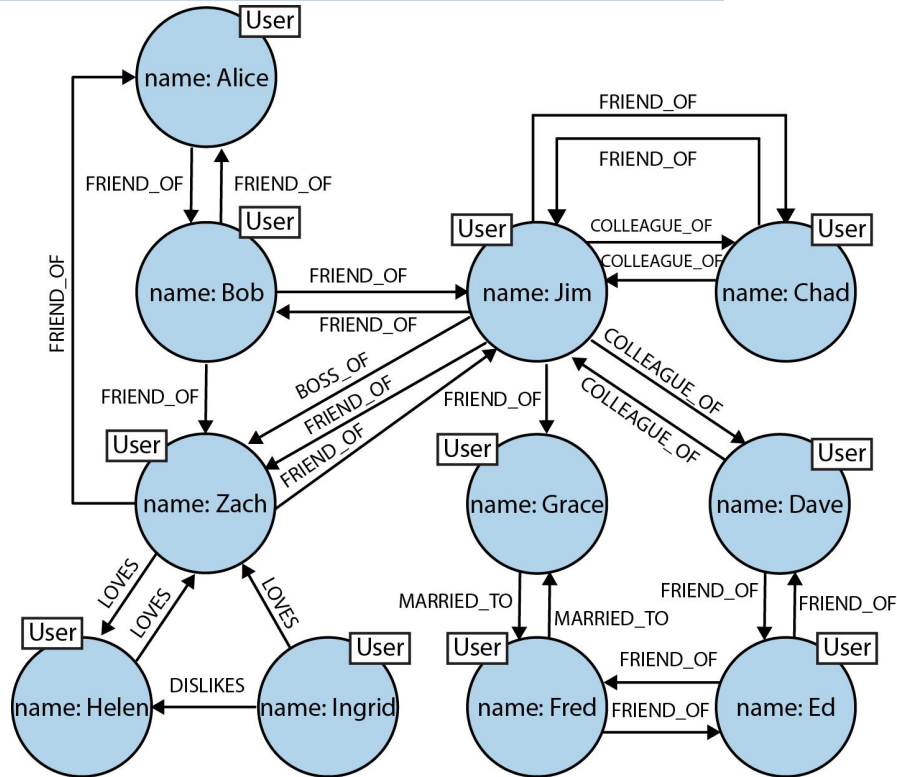 User
name: Alice
FRIEND_OF
FRIEND_OF
FRIEND_OF
FRIEND_OF
FRIEND_OF
User
name: Bob
User
name: Jim
User
name: Chad
COLLEAGUE_OF
COLLEAGUE_OF
FRIEND_OF
FRIEND_OF
FRIEND_OF
BOSS_OF
FRIEND_OF
FRIEND_OF
FRIEND_OF
COLLEAGUE_OF
COLLEAGUE_OF
User
name: Zach
User
name: Grace
User
name: Dave
LOVES
LOVES
LOVES
MARRIED_TO
MARRIED_TO
FRIEND_OF
FRIEND_OF
User
name: Helen
DISLIKES
User
name: Ingrid
User
name: Fred
FRIEND_OF
FRIEND_OF
User
name: Ed